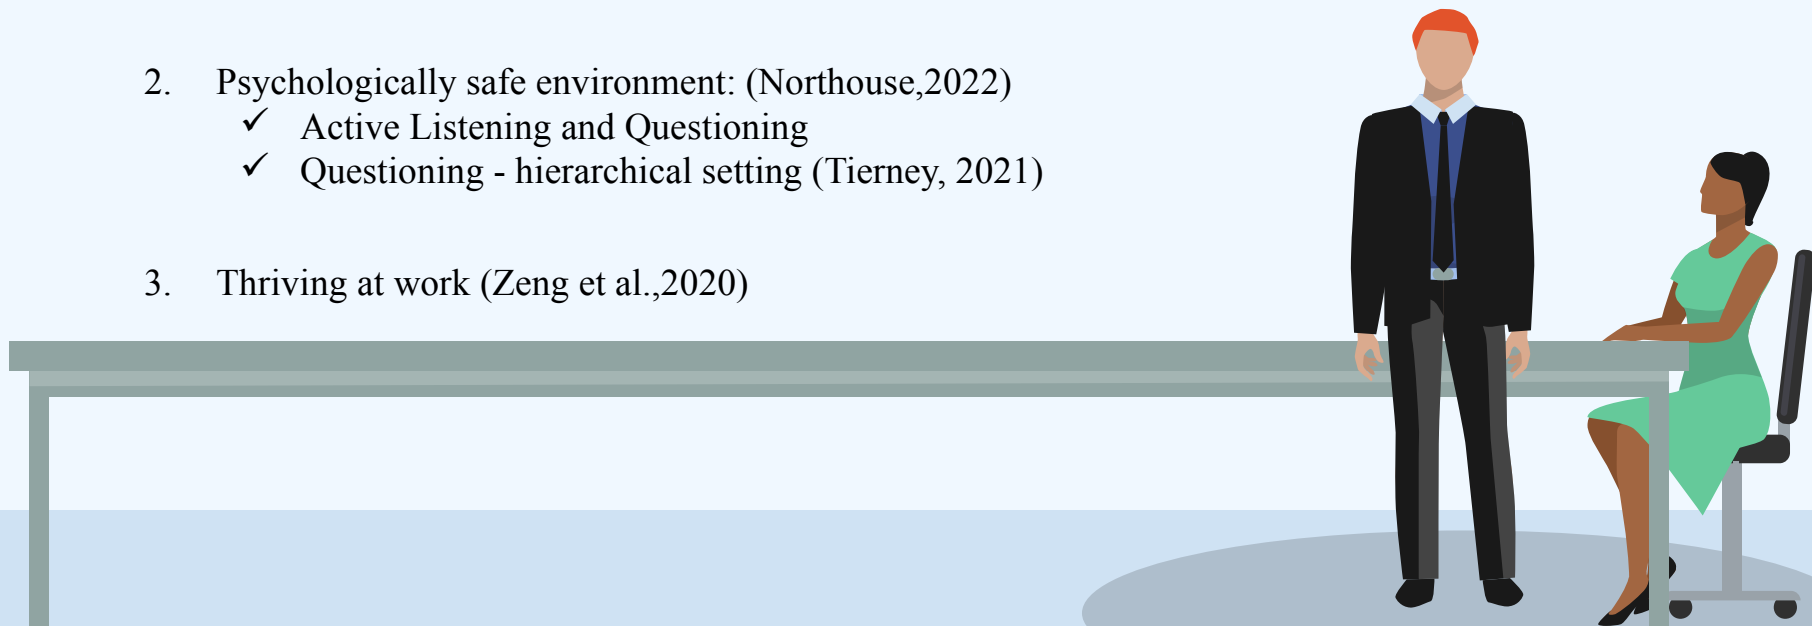 2. Psychologically safe environment: (Northouse,2022)
✓ Active Listening and Questioning
✓ Questioning - hierarchical setting (Tierney, 2021)
3. Thriving at work (Zeng et al.,2020)